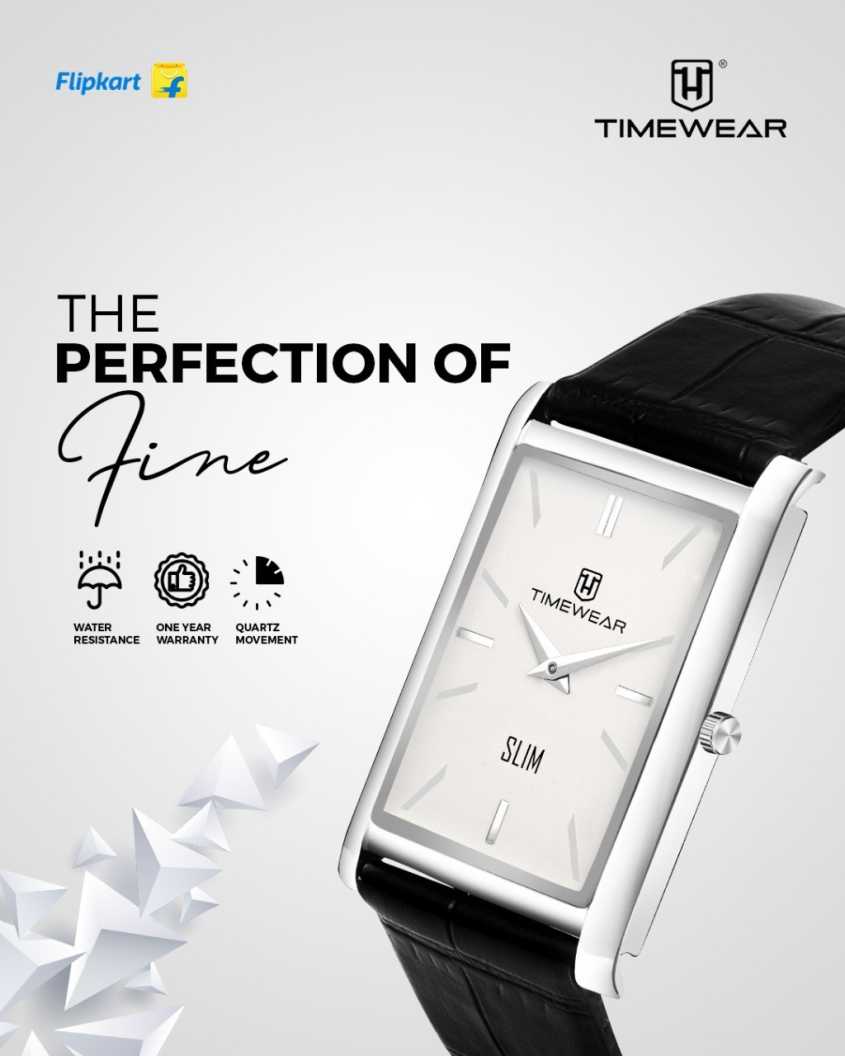 Flipkart
®
TIMEWEAR
THE
PERFECTION OF
Fine
WATER
RESISTANCE
ONE YEAR
WARRANTY
QUARTZ
MOVEMENT
TIMEWEAR
SLIM